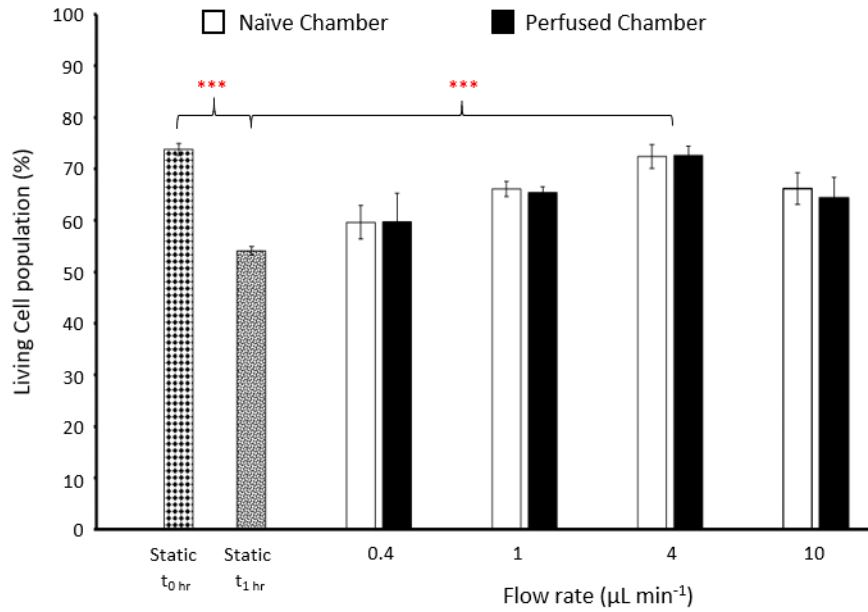 100
Naïve Chamber
Perfused Chamber
90
***
***
80
70
60
50
40
30
20
10
0
Living Cell population (%)
Static
t0 hr
Static
t1 hr
0.4
1
4
10
Flow rate (µL min-1)